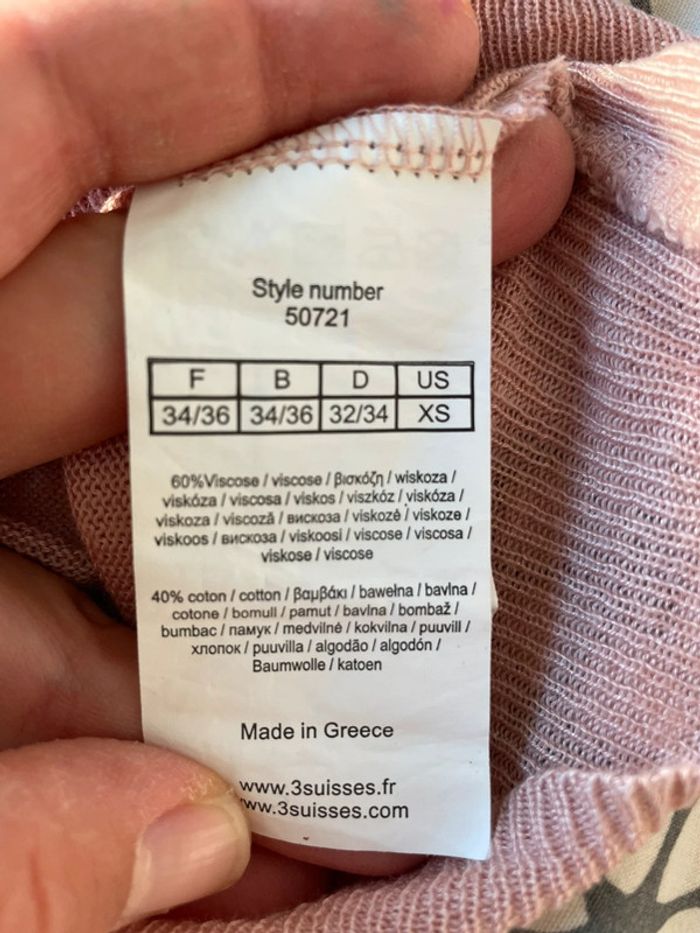 Style number
50721
F B D US
34/36 34/36 32/34 XS
60%Viscose / viscose / βισκόζη / wiskoza /
viskóza / viscosa / viskos / viszkóz / viskóza /
viskoza / viscoză / вискоза / viskozė / viskoze /
viskoos / вискоза / viskoosi / viscose / viscosa /
viskose / viscose
40% coton / cotton / βαμβάκι / bawełna / bavlna /
cotone / bomull / pamut / bavlna / bombaž /
bumbac / памук / medvilnė / kokvilna / puuvill /
хлопок / puuvilla / algodão / algodón /
Baumwolle / katoen
Made in Greece
www.3suisses.fr
www.3suisses.com